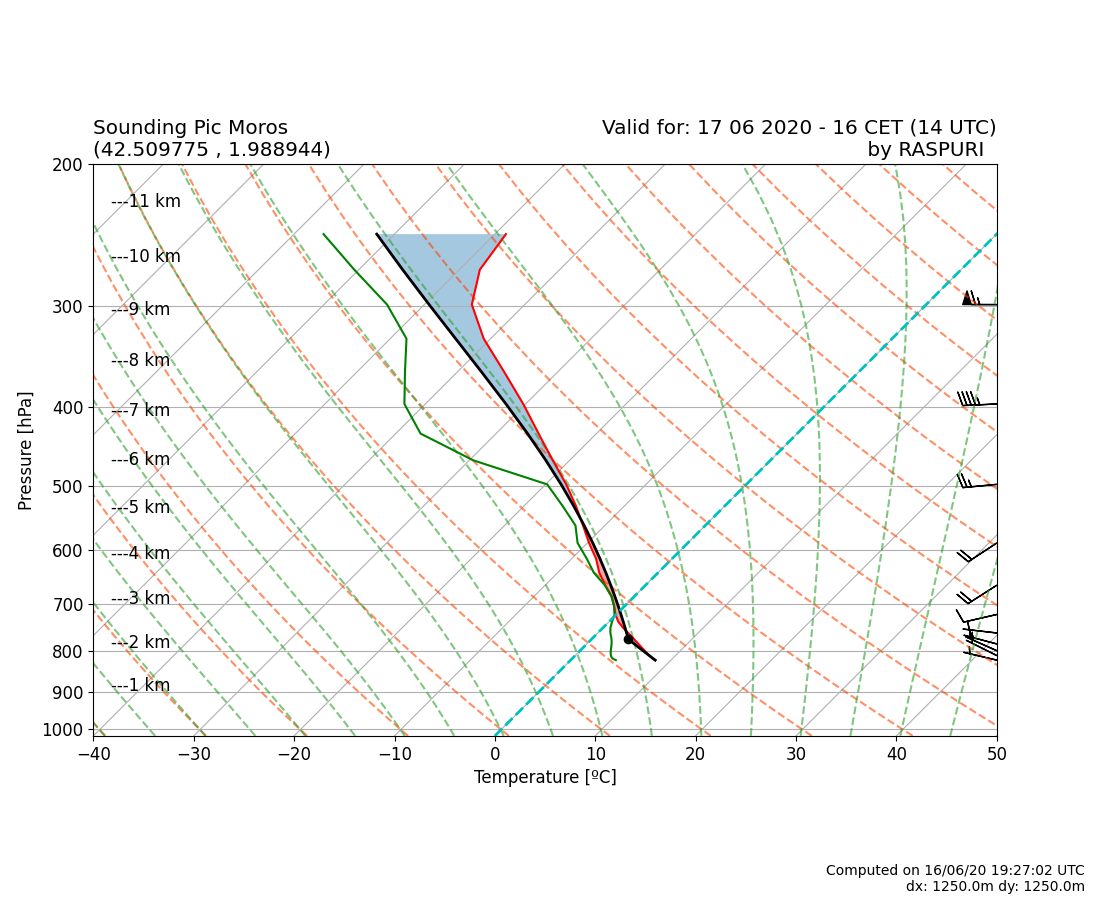 Sounding Pic Moros
(42.509775 , 1.988944)
Valid for: 17 06 2020 - 16 CET (14 UTC)
by RASPURI
200
300
400
500
600
700
800
900
1000
Pressure [hPa]
---11 km
---10 km
---9 km
---8 km
---7 km
---6 km
---5 km
---4 km
---3 km
---2 km
---1 km
−40 −30 −20 −10 0 10 20 30 40 50
Temperature [ºC]
Computed on 16/06/20 19:27:02 UTC
dx: 1250.0m dy: 1250.0m